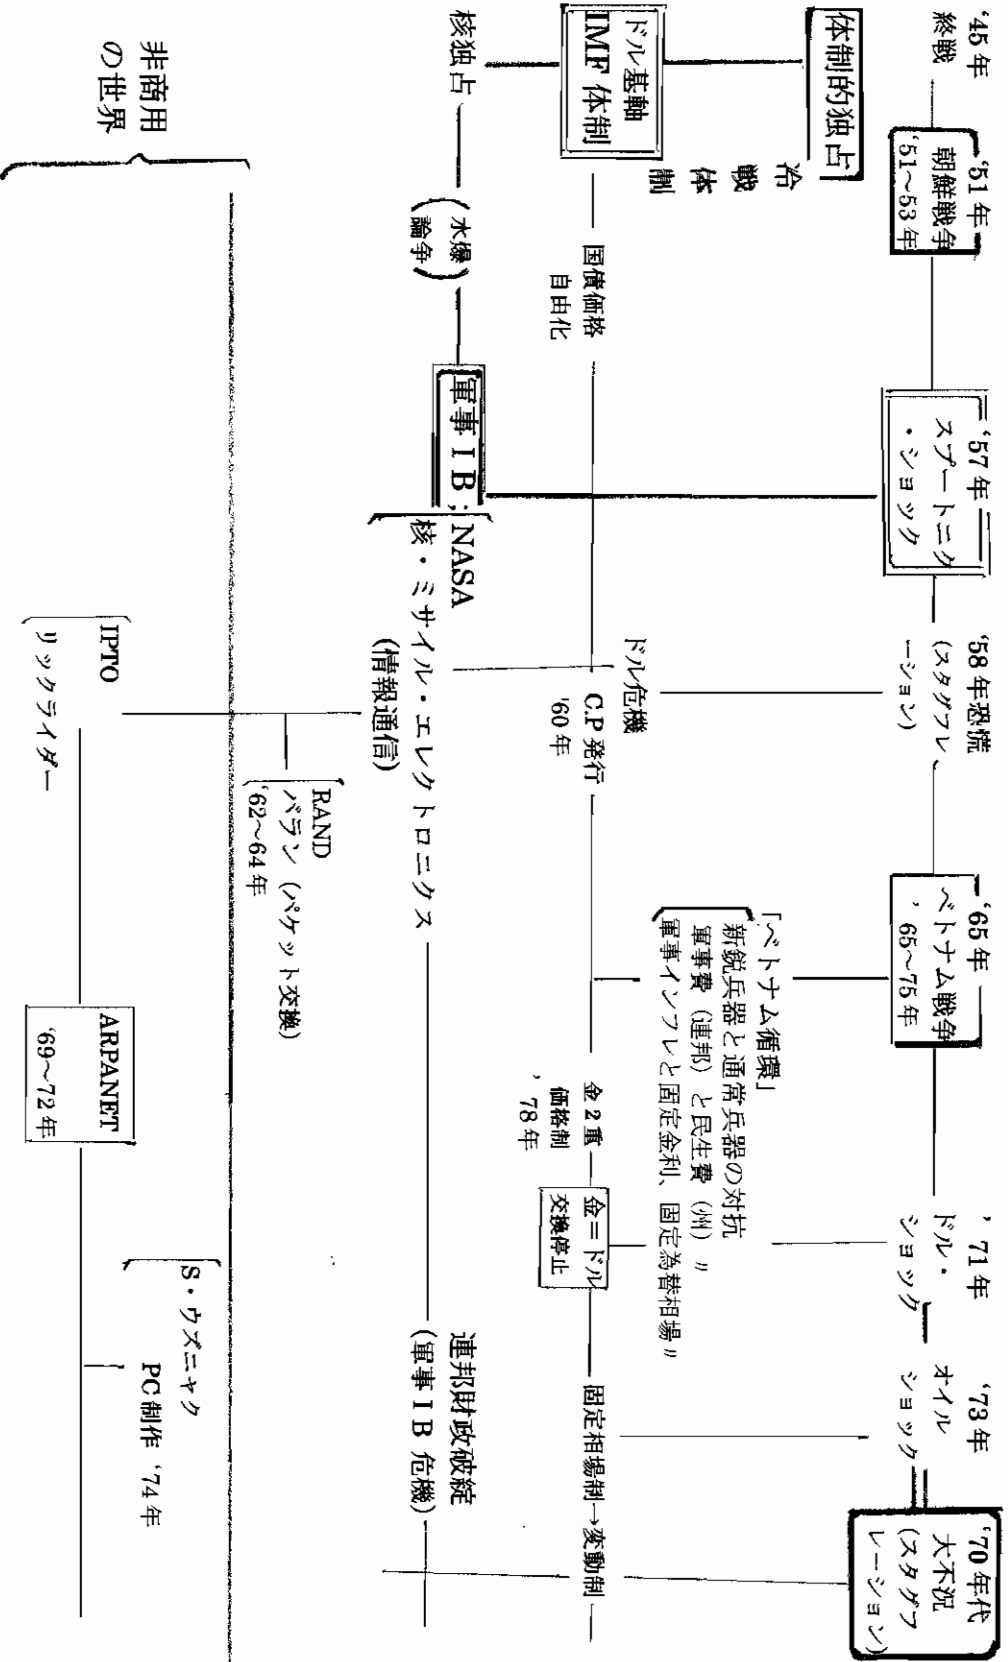 '45年
終戦
'51年
朝鮮戦争
'51〜53年
'57年
スプートニク
・ショック
'58年恐慌
(スタグフレ
ーション)
'65年
ベトナム戦争
'65〜75年
'71年
ドル・
ショック
'73年
オイル
ショック
'70年代
大不況
(スタグフ
レーション)
体制的独占
冷戦体制
ドル基軸
IMF体制
国債価格
自由化
ドル危機
C.P発行
'60年
「ベトナム循環」
新鋭兵器と通常兵器の対抗
軍事費(連邦)と民生費(州)〃
軍事インフレと固定金利、固定為替相場〃
金2重
価格制
'78年
金=ドル
交換停止
固定相場制→変動制
核独占
(水爆
論争)
軍事IB;NASA
核・ミサイル・エレクトロニクス
(情報通信)
連邦財政破綻
(軍事IB危機)
RAND
バラン(パケット交換)
'62〜64年
非商用
の世界
IPTO
リックライダー
ARPANET
'69〜72年
S・ウズニャク
PC制作 '74年